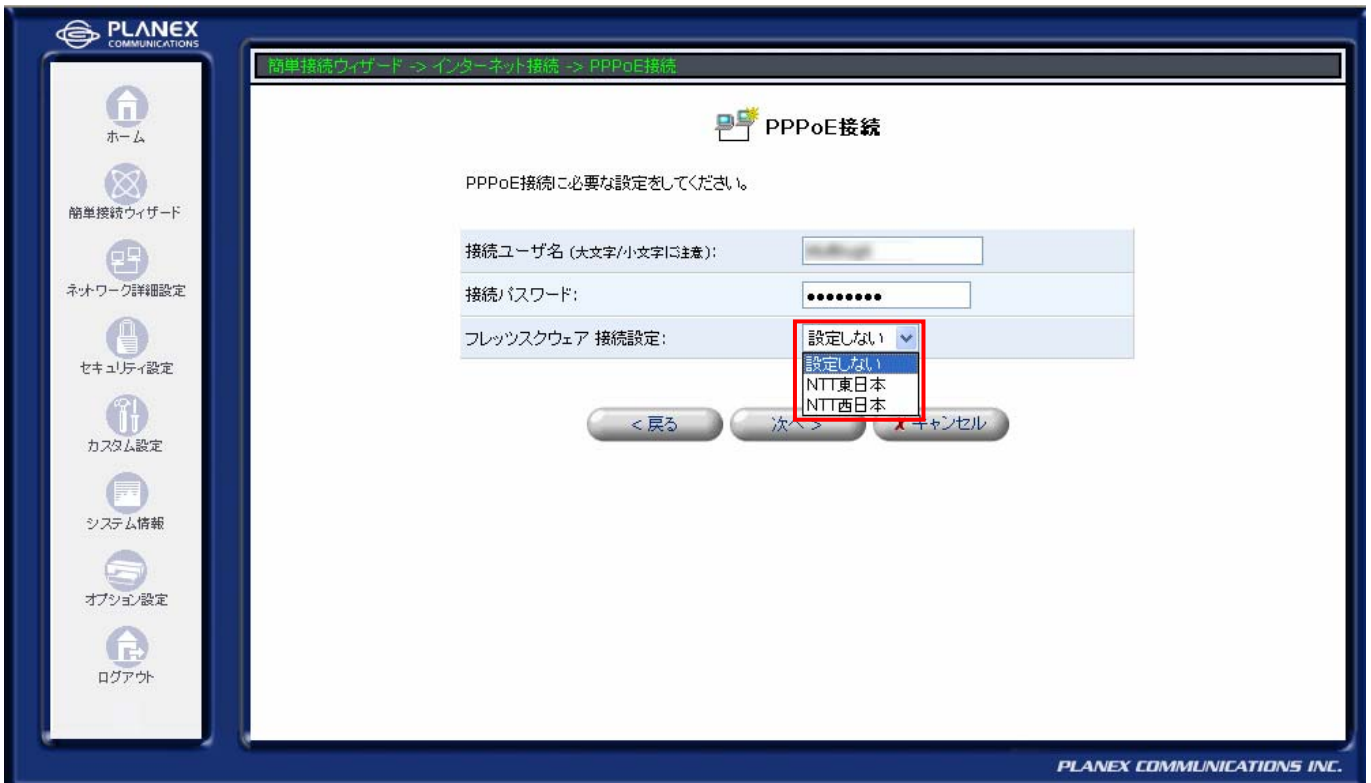 PLANEX
COMMUNICATIONS
簡単接続ウィザード -> インターネット接続 -> PPPoE接続
ホーム
簡単接続ウィザード
ネットワーク詳細設定
セキュリティ設定
カスタム設定
システム情報
オプション設定
ログアウト
PPPoE接続
PPPoE接続に必要な設定をしてください。
接続ユーザ名 (大文字/小文字に注意):
接続パスワード: ●●●●●●●●
フレッツスクウェア 接続設定: 設定しない
設定しない
NTT東日本
NTT西日本
< 戻る 次へ > ✗ キャンセル
PLANEX COMMUNICATIONS INC.